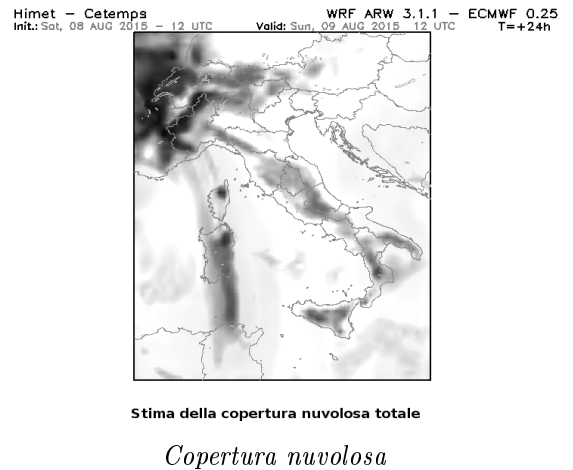 Himet – Cetemps WRF ARW 3.1.1 – ECMWF 0.25
Init.: Sat, 08 AUG 2015 – 12 UTC Valid: Sun, 09 AUG 2015 12 UTC T=+24h
Stima della copertura nuvolosa totale
Copertura nuvolosa